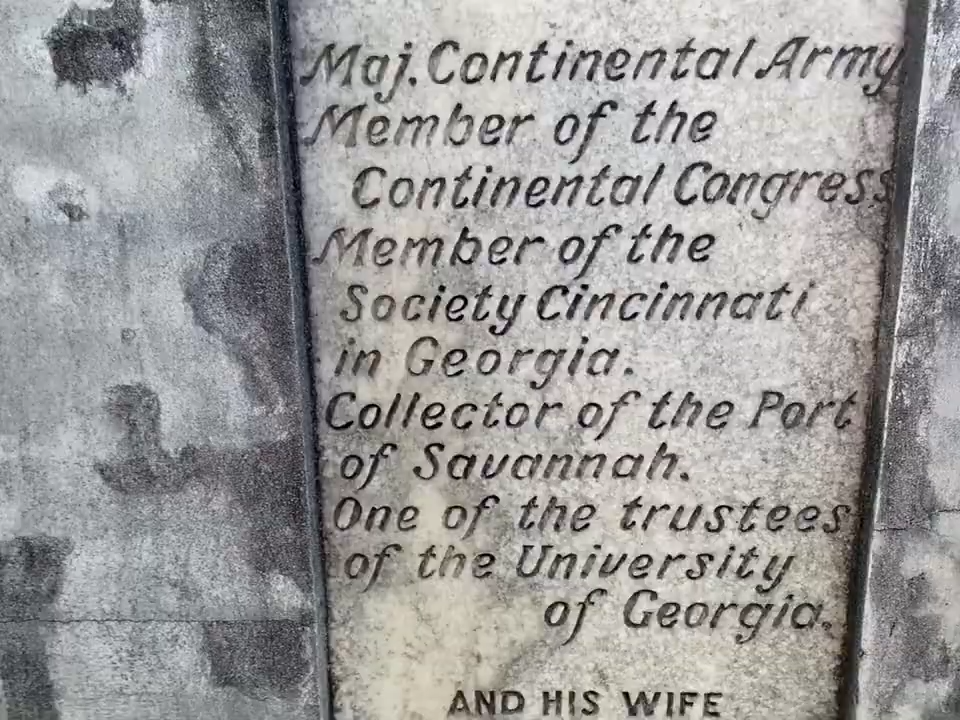 Maj. Continental Army
Member of the
Continental Congress
Member of the
Society Cincinnati
in Georgia.
Collector of the Port
of Savannah.
One of the trustees
of the University
of Georgia.
AND HIS WIFE